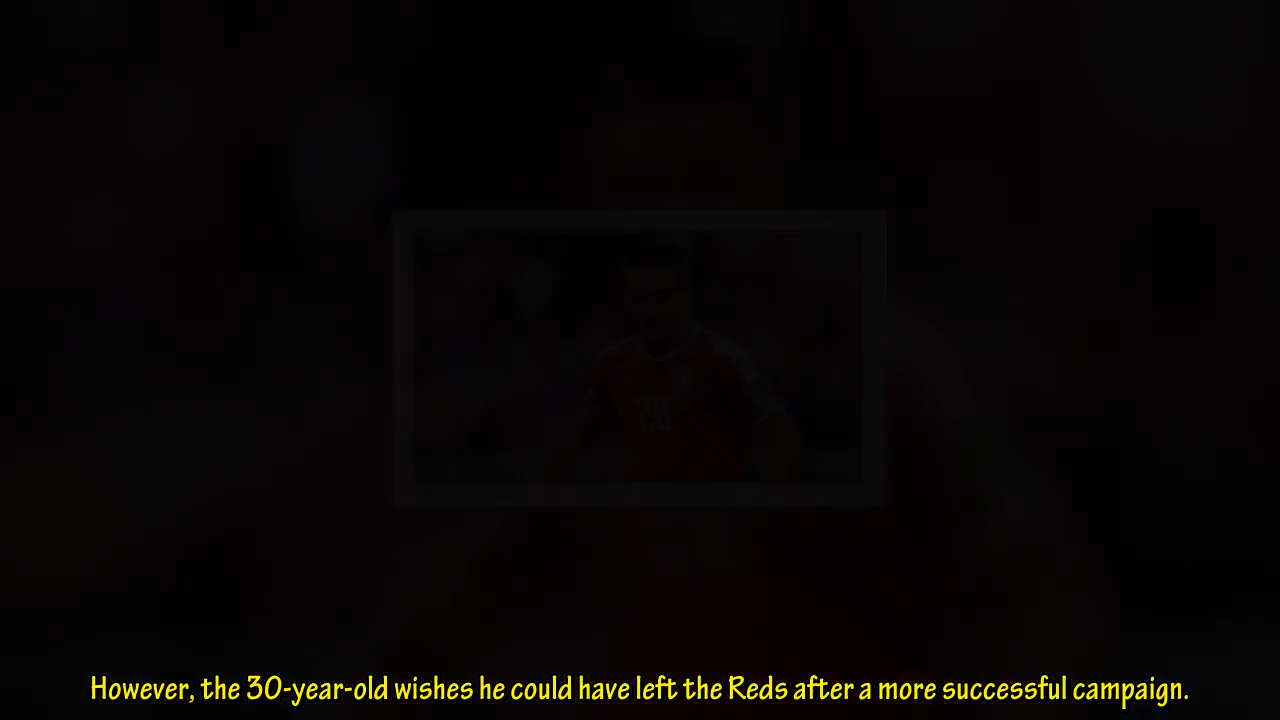 However, the 30-year-old wishes he could have left the Reds after a more successful campaign.